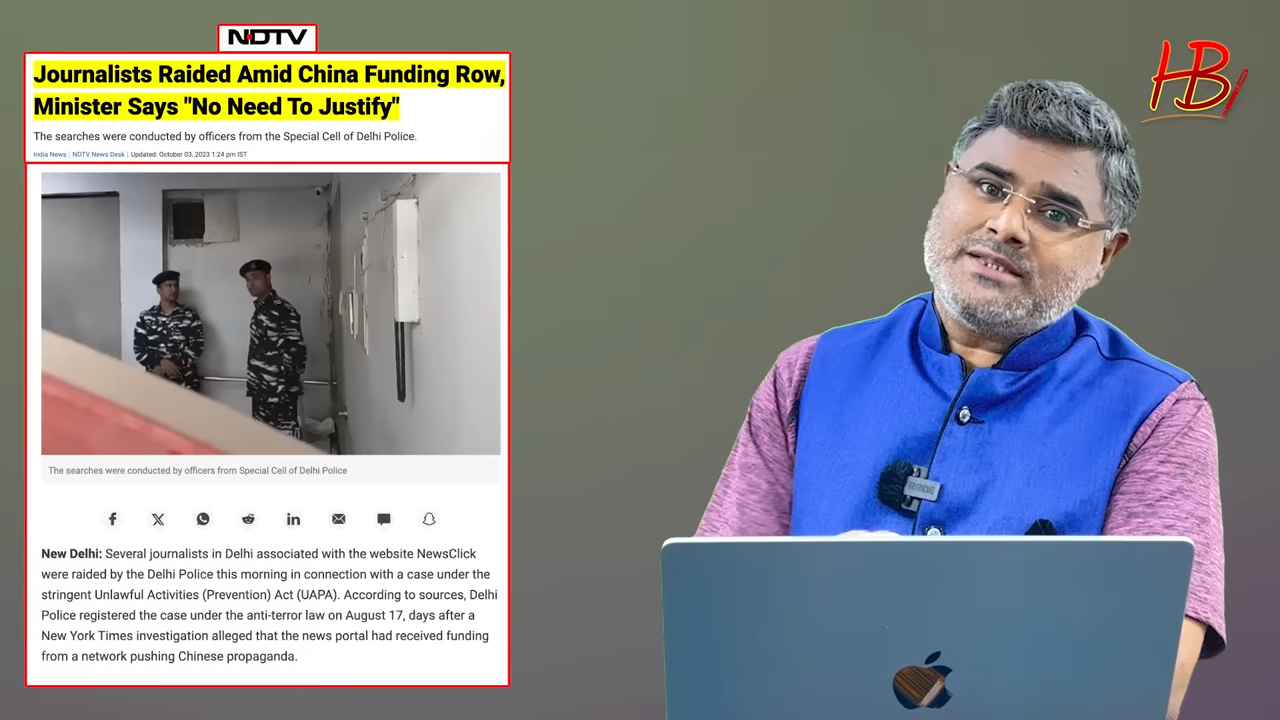 NDTV
Journalists Raided Amid China Funding Row,
Minister Says "No Need To Justify"
The searches were conducted by officers from the Special Cell of Delhi Police.
India News | NDTV News Desk | Updated: October 03, 2023 1:24 pm IST
The searches were conducted by officers from Special Cell of Delhi Police
New Delhi: Several journalists in Delhi associated with the website NewsClick
were raided by the Delhi Police this morning in connection with a case under the
stringent Unlawful Activities (Prevention) Act (UAPA). According to sources, Delhi
Police registered the case under the anti-terror law on August 17, days after a
New York Times investigation alleged that the news portal had received funding
from a network pushing Chinese propaganda.
HB
RODE